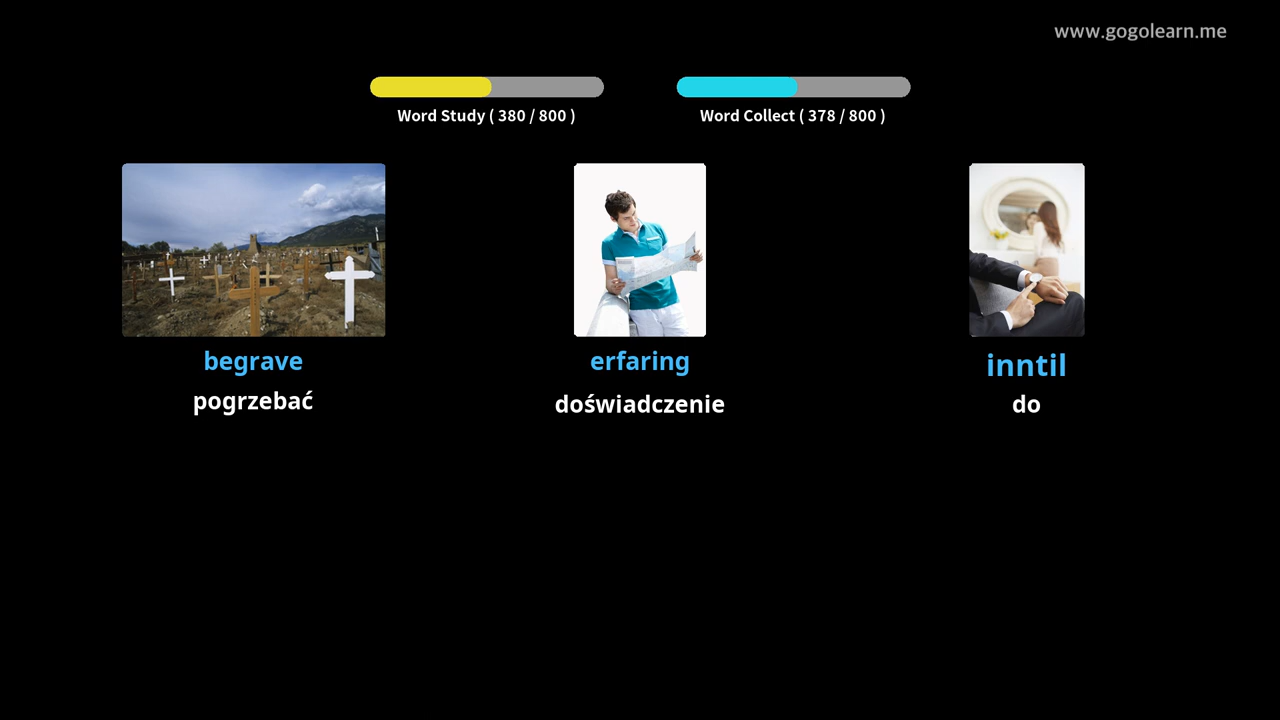 www.gogolearn.me
Word Study ( 380 / 800 )
Word Collect ( 378 / 800 )
begrave
erfaring
inntil
pogrzebać
doświadczenie
do